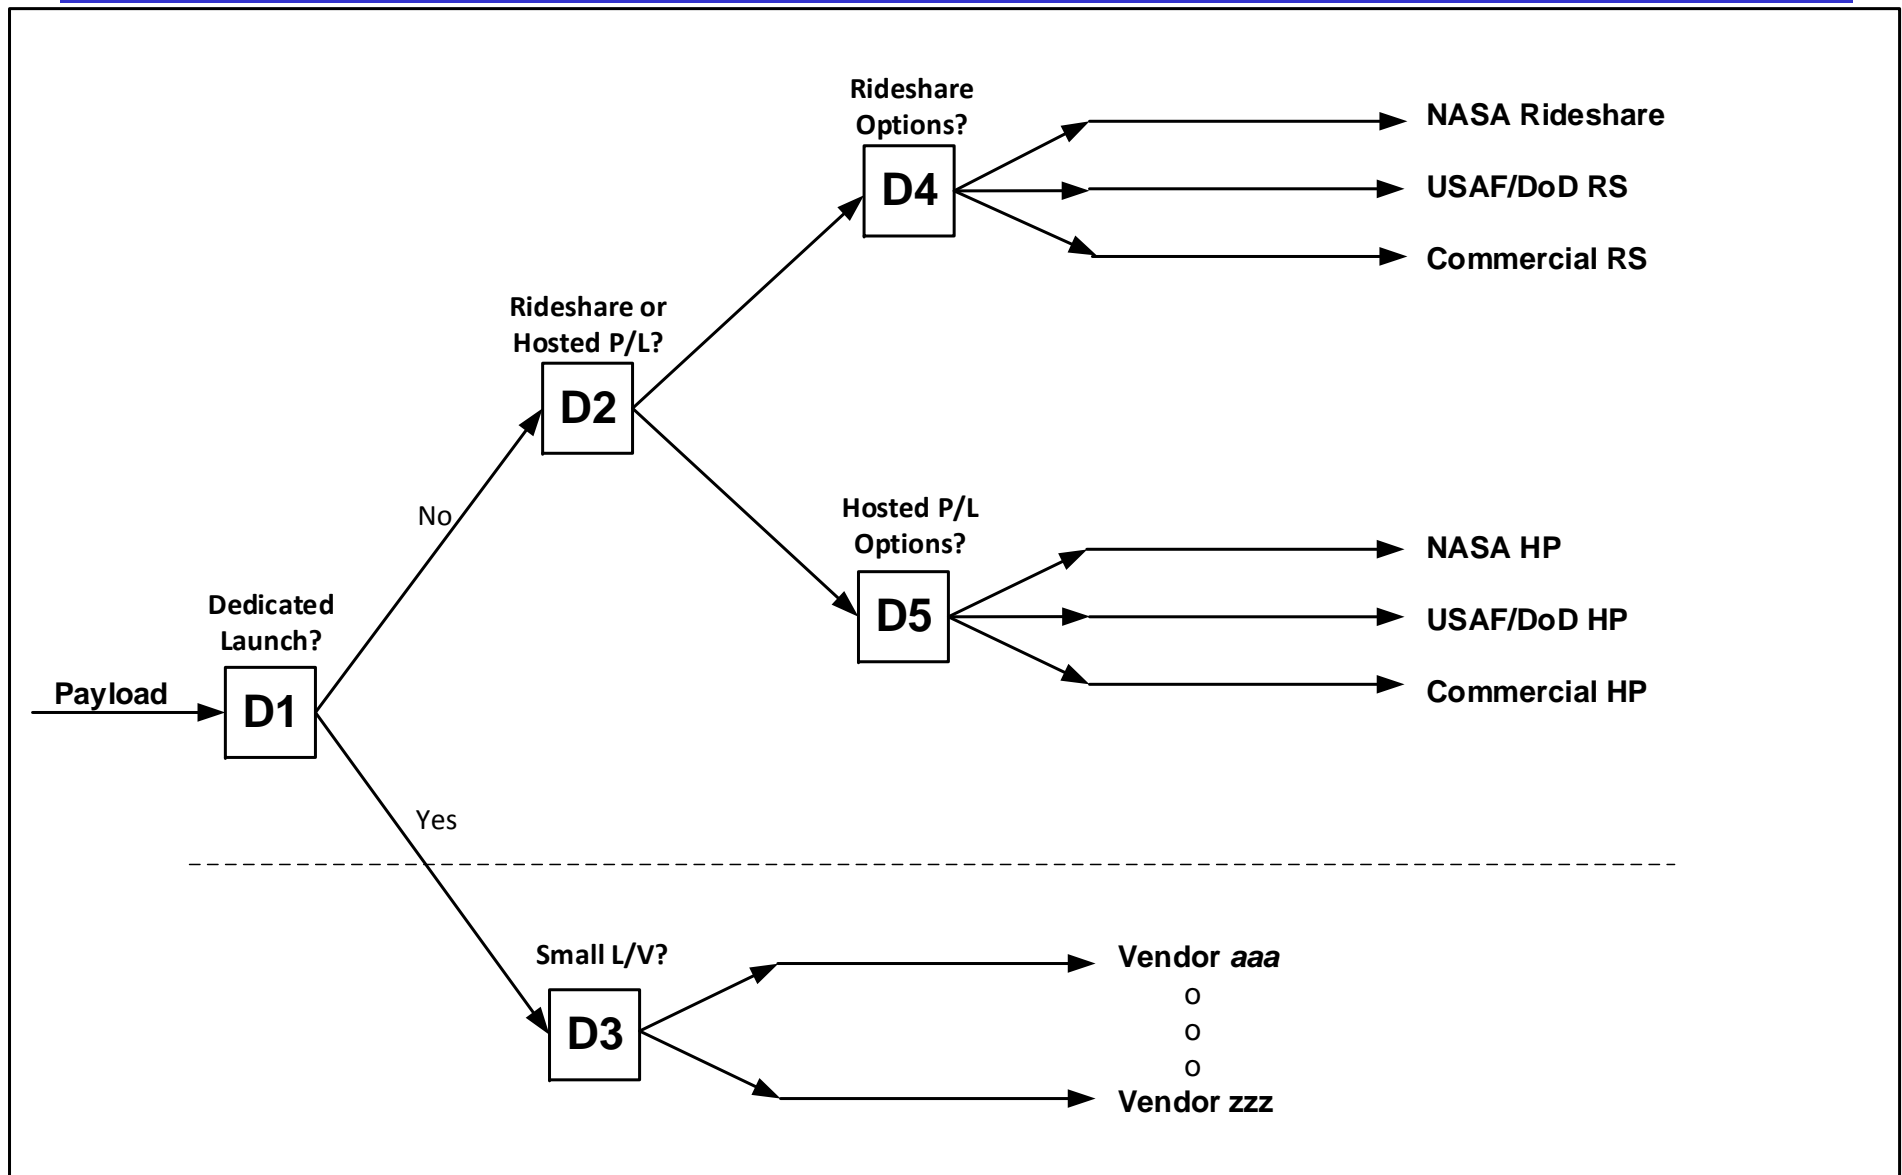 Rideshare
Options?
D4
NASA Rideshare
USAF/DoD RS
Commercial RS
Rideshare or
Hosted P/L?
D2
No
Hosted P/L
Options?
D5
NASA HP
USAF/DoD HP
Commercial HP
Dedicated
Launch?
Payload
D1
Yes
Small L/V?
D3
Vendor aaa
o
o
o
Vendor zzz